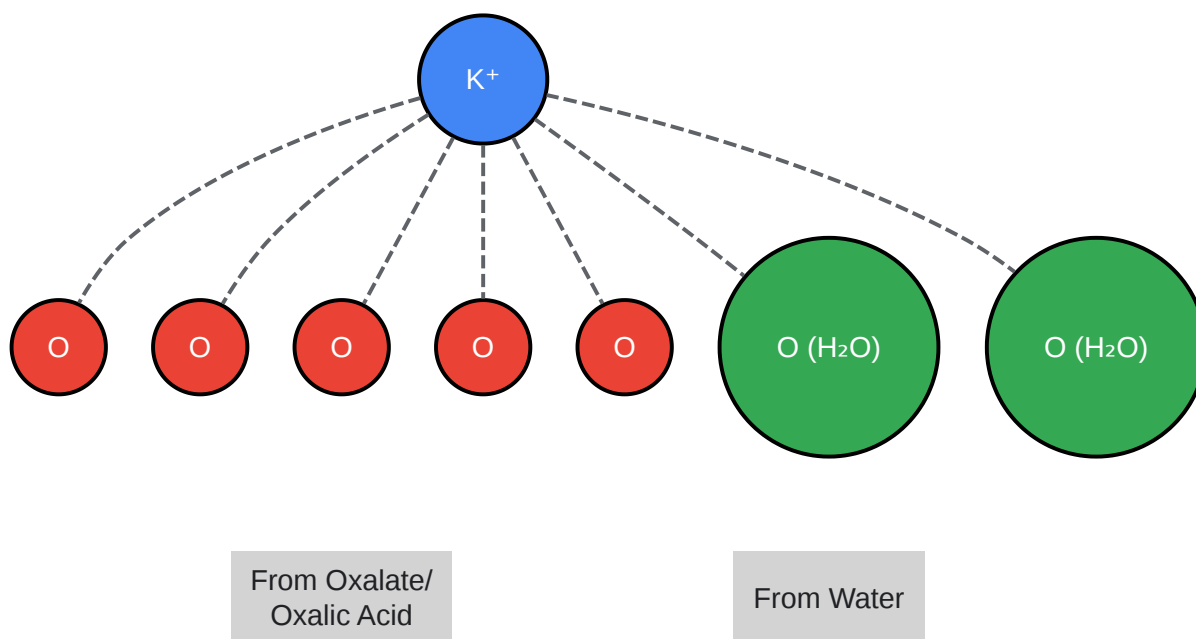 K⁺
O
O
O
O
O
O (H₂O)
O (H₂O)
From Oxalate/
Oxalic Acid
From Water